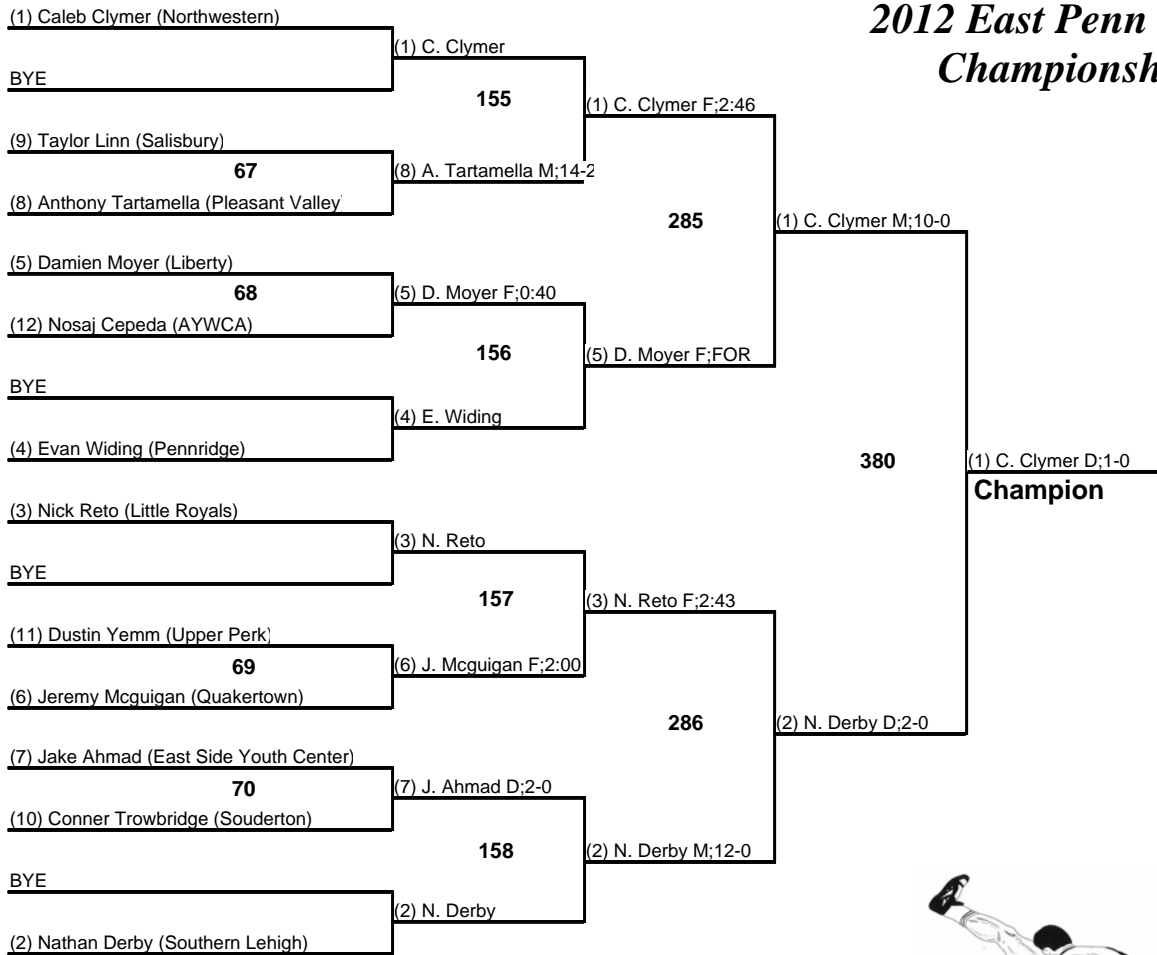 2012 East Penn
Championsh
(1) Caleb Clymer (Northwestern)
(1) C. Clymer
BYE
155
(1) C. Clymer F;2:46
(9) Taylor Linn (Salisbury)
67
(8) A. Tartamella M;14-2
(8) Anthony Tartamella (Pleasant Valley)
285
(1) C. Clymer M;10-0
(5) Damien Moyer (Liberty)
68
(5) D. Moyer F;0:40
(12) Nosaj Cepeda (AYWCA)
156
(5) D. Moyer F;FOR
BYE
(4) E. Widing
(4) Evan Widing (Pennridge)
380
(1) C. Clymer D;1-0
Champion
(3) Nick Reto (Little Royals)
(3) N. Reto
BYE
157
(3) N. Reto F;2:43
(11) Dustin Yemm (Upper Perk)
69
(6) J. Mcguigan F;2:00
(6) Jeremy Mcguigan (Quakertown)
286
(2) N. Derby D;2-0
(7) Jake Ahmad (East Side Youth Center)
70
(7) J. Ahmad D;2-0
(10) Conner Trowbridge (Souderton)
158
(2) N. Derby M;12-0
BYE
(2) N. Derby
(2) Nathan Derby (Southern Lehigh)